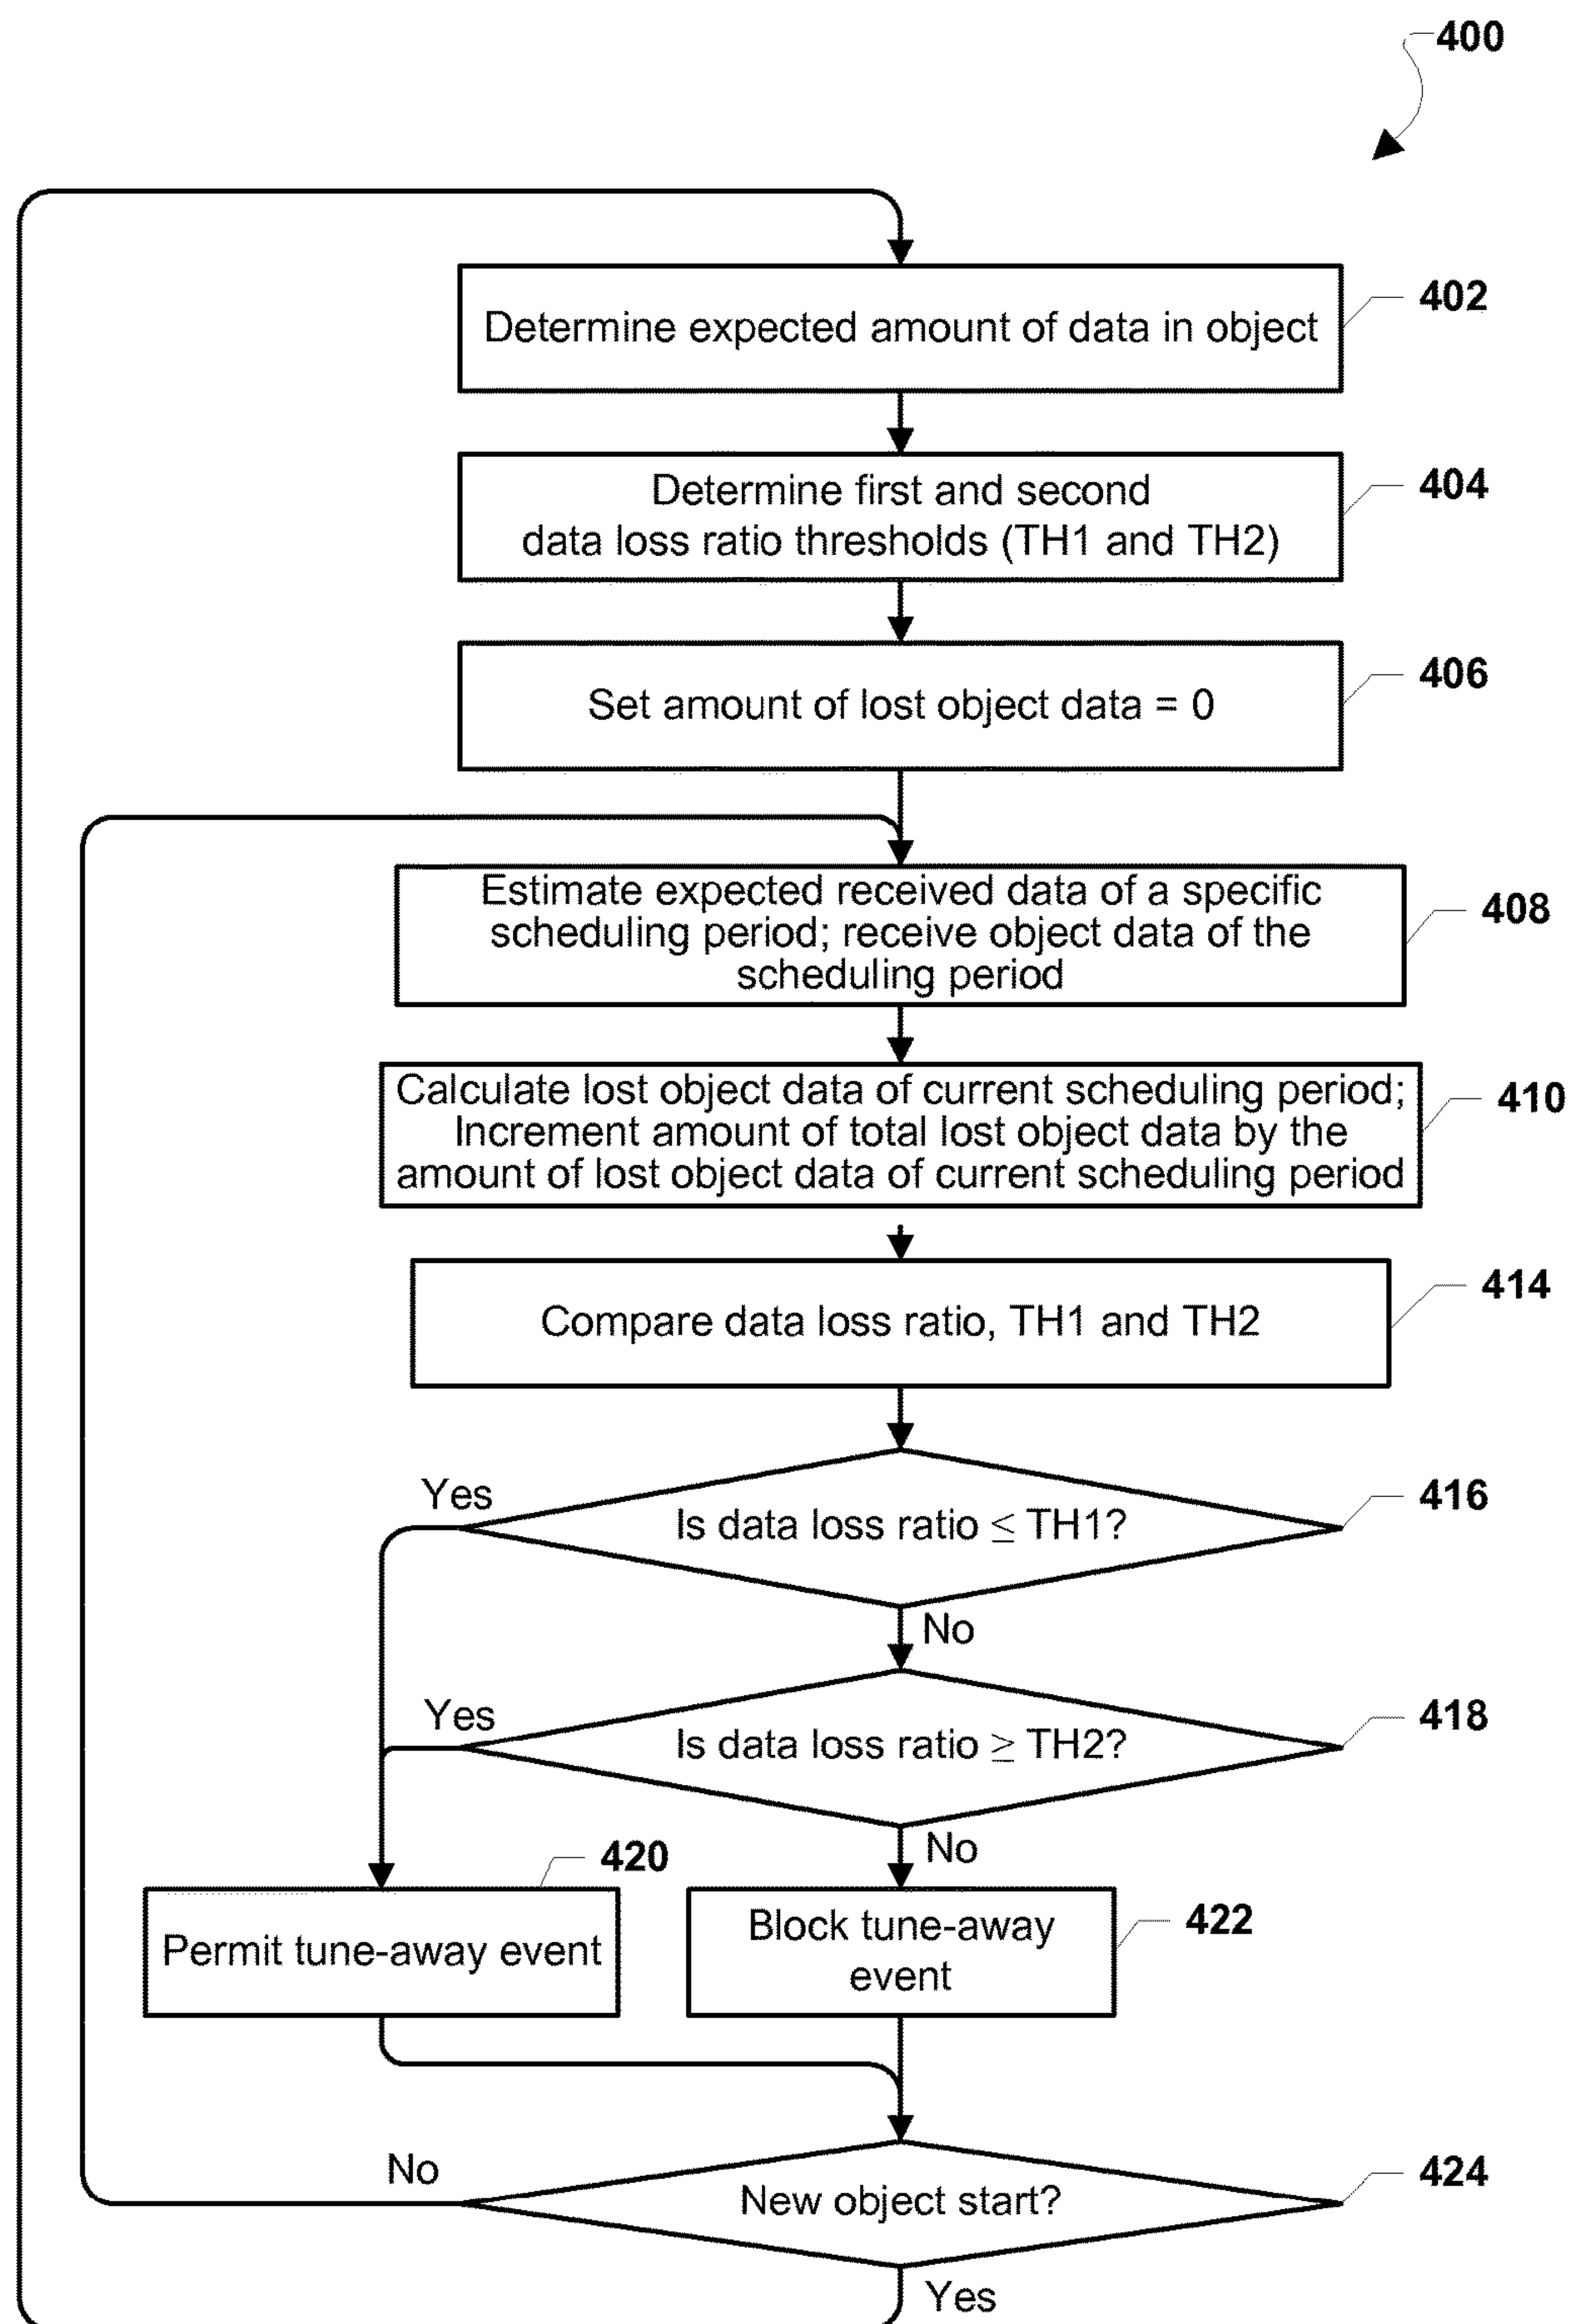 400
Determine expected amount of data in object
402
Determine first and second
data loss ratio thresholds (TH1 and TH2)
404
Set amount of lost object data = 0
406
Estimate expected received data of a specific
scheduling period; receive object data of the
scheduling period
408
Calculate lost object data of current scheduling period;
Increment amount of total lost object data by the
amount of lost object data of current scheduling period
410
Compare data loss ratio, TH1 and TH2
414
Yes
Is data loss ratio ≤ TH1?
416
No
Yes
Is data loss ratio ≥ TH2?
418
No
420
Permit tune-away event
Block tune-away
event
422
No
New object start?
424
Yes